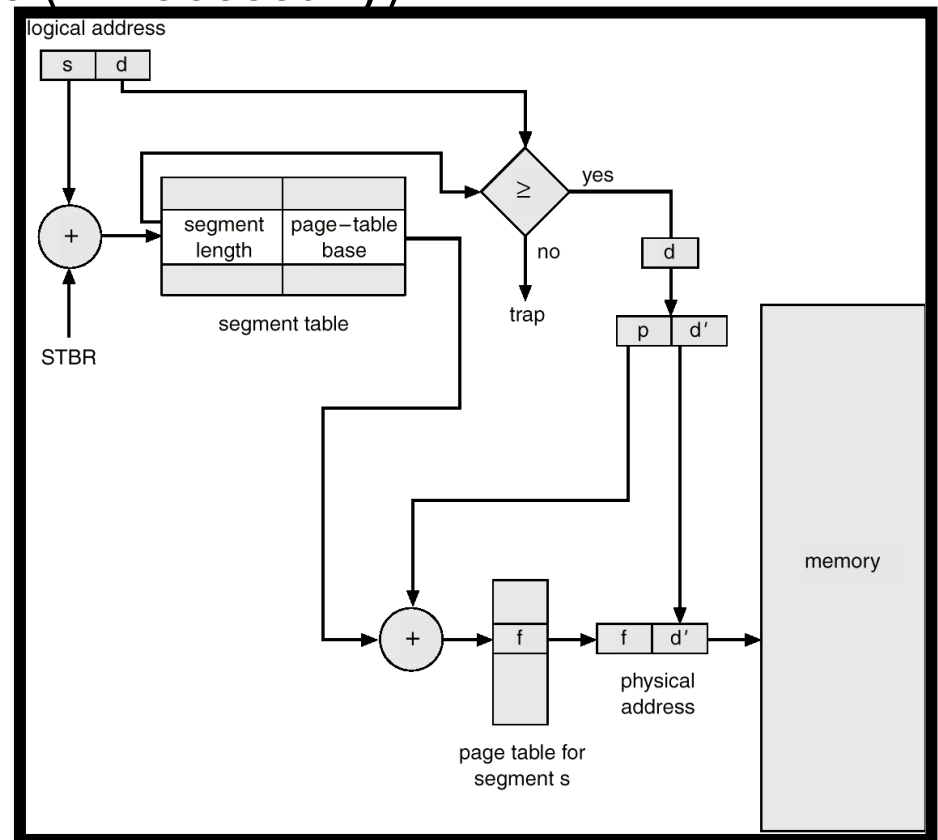 logical address
s d
≥
yes
segment length
page–table base
+
no
d
segment table
trap
p d′
STBR
memory
+
f
f d′
physical address
page table for segment s